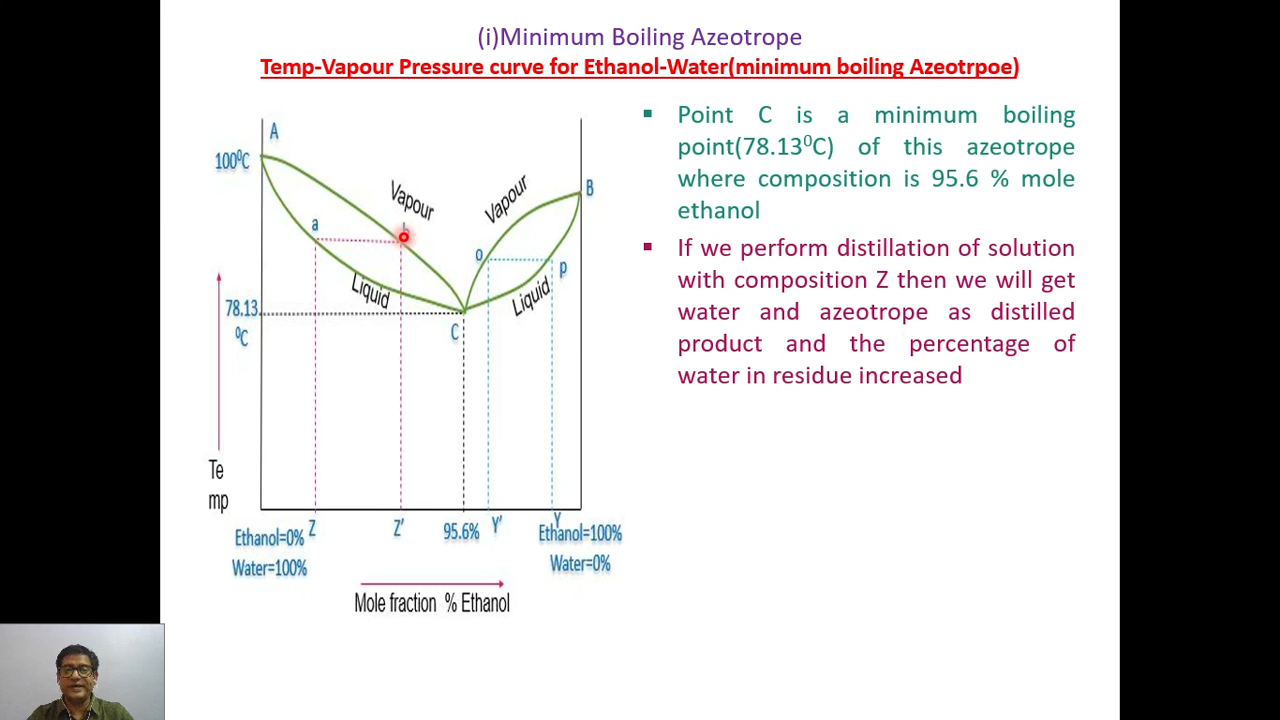 (i)Minimum Boiling Azeotrope
Temp-Vapour Pressure curve for Ethanol-Water(minimum boiling Azeotrpoe)
A
100⁰C
Vapour
Vapour
B
a
b
o
p
Liquid
Liquid
78.13
⁰C
C
Te
mp
Z
Z'
95.6%
Y'
Y
Ethanol=0%
Water=100%
Ethanol=100%
Water=0%
Mole fraction % Ethanol
▪ Point C is a minimum boiling
point(78.13⁰C) of this azeotrope
where composition is 95.6 % mole
ethanol
▪ If we perform distillation of solution
with composition Z then we will get
water and azeotrope as distilled
product and the percentage of
water in residue increased